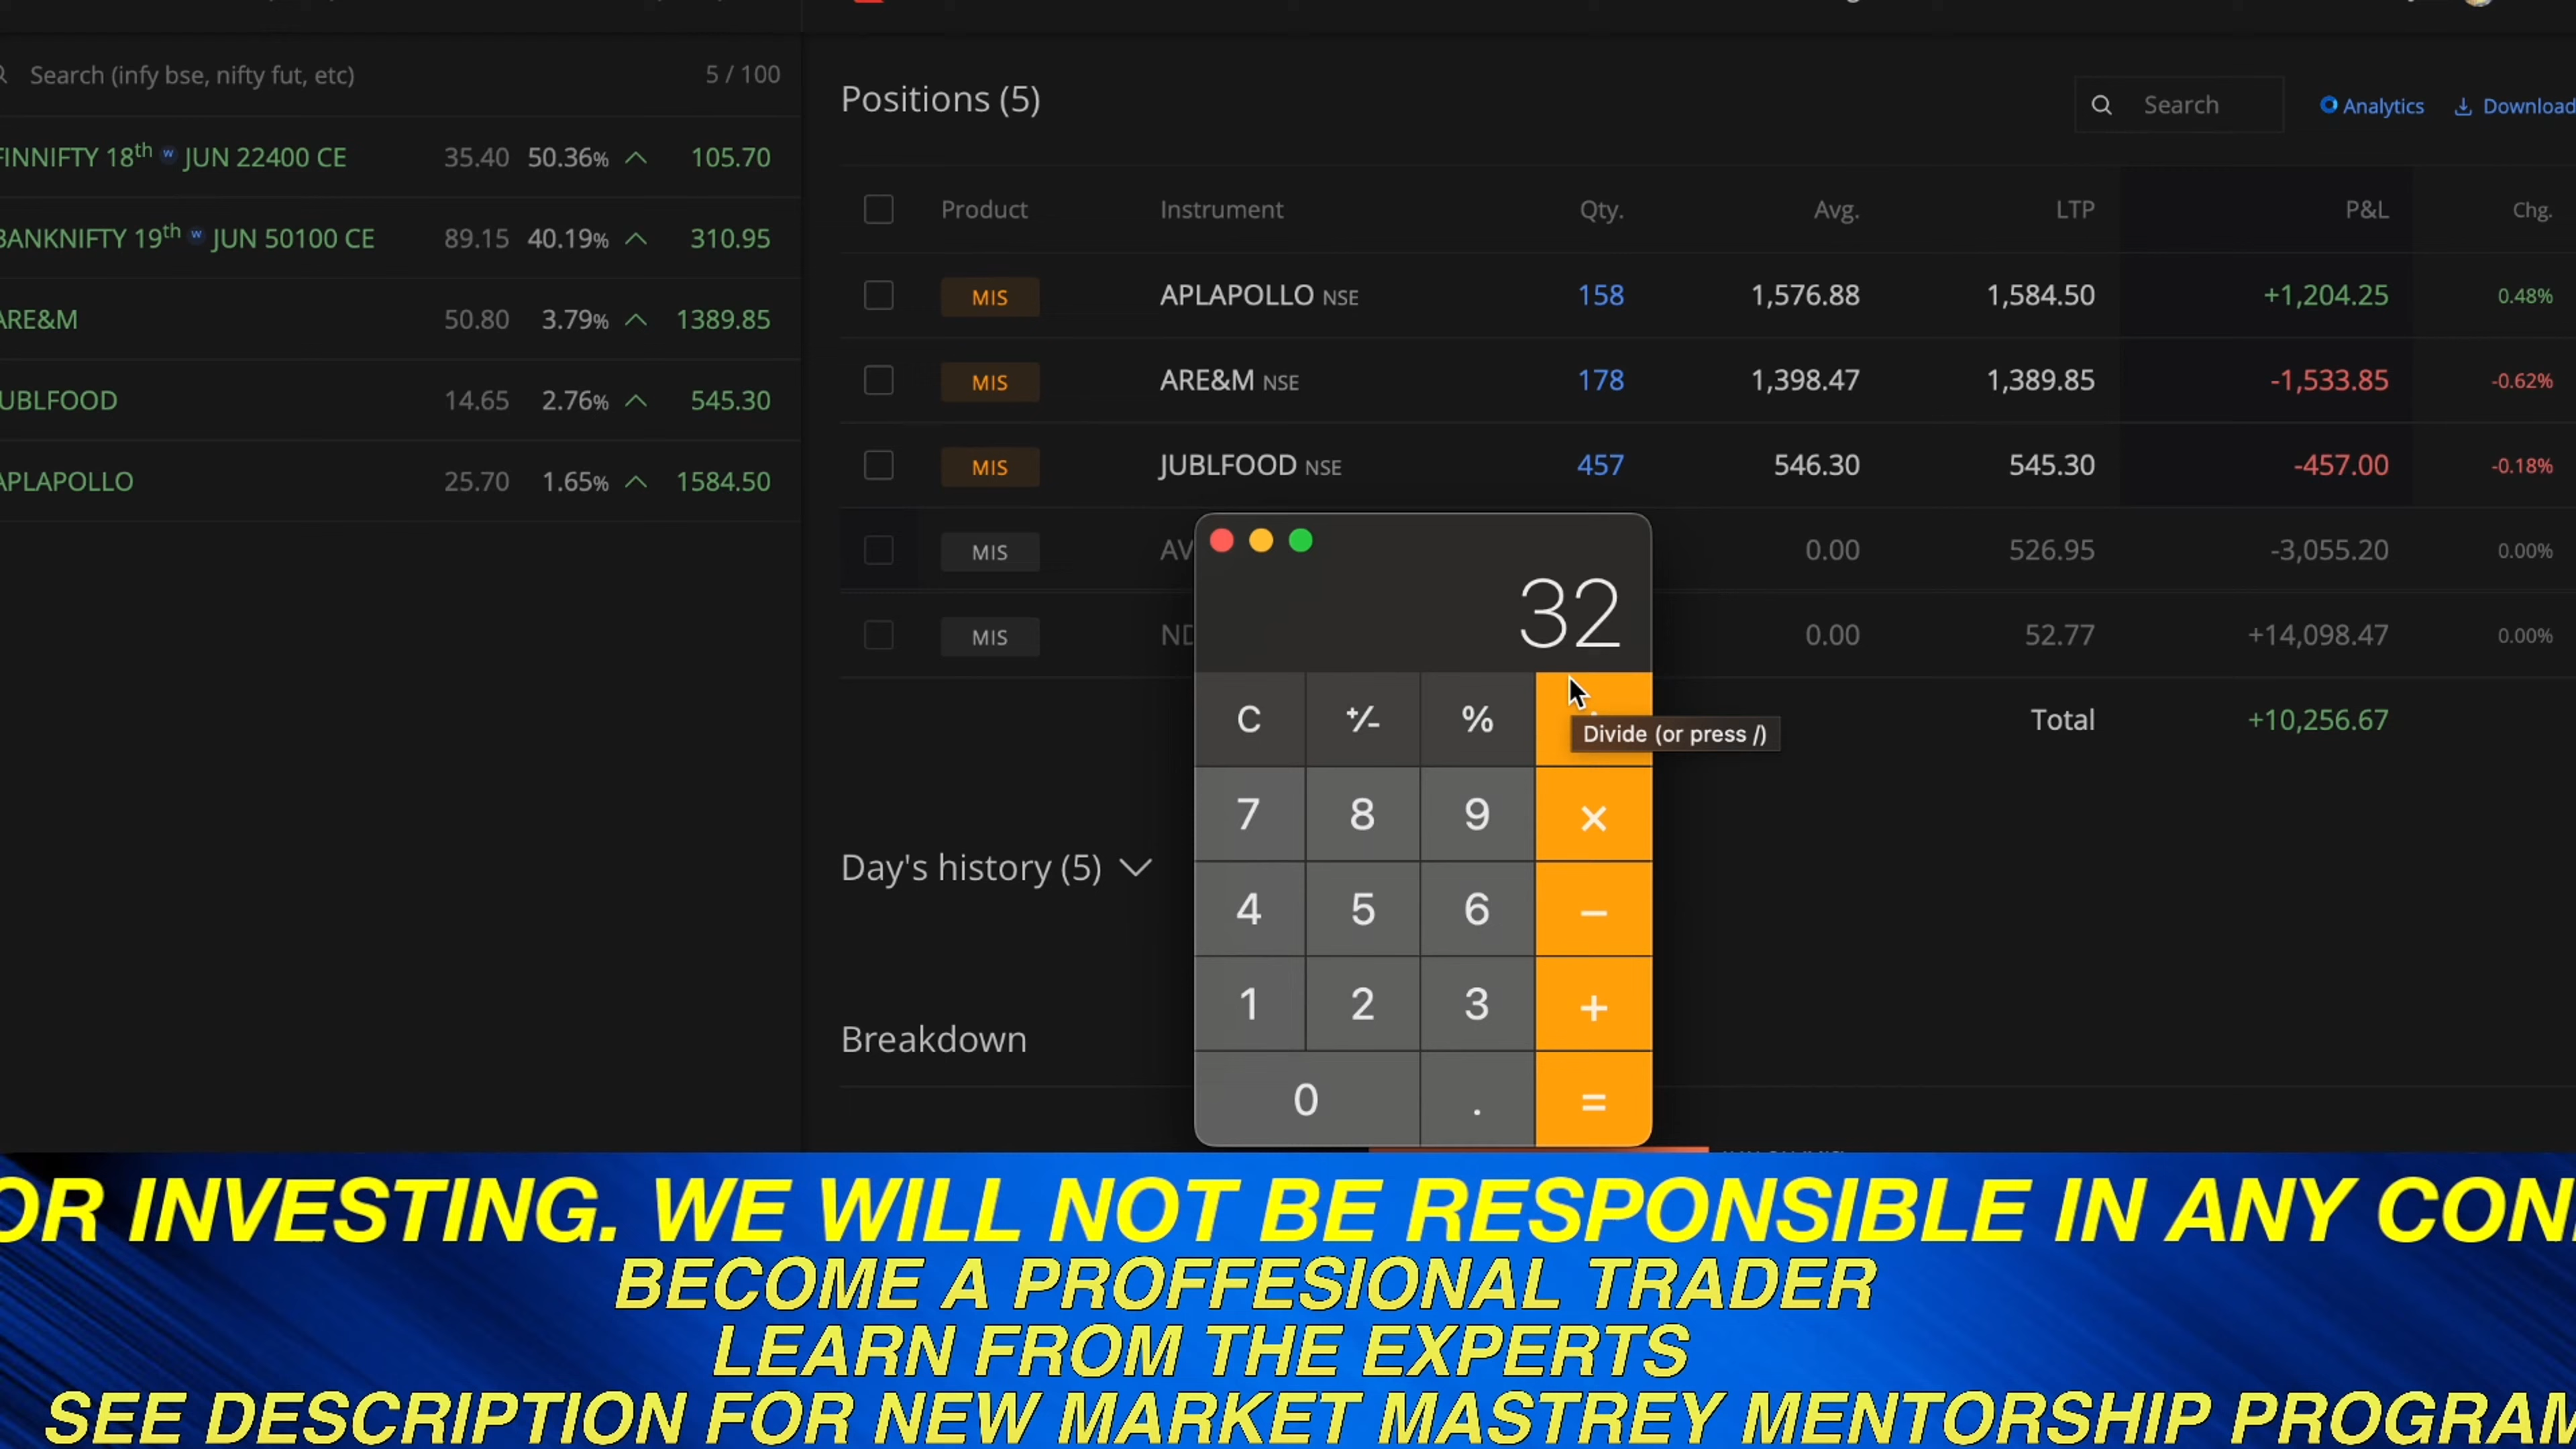 Search (infy bse, nifty fut, etc) 5 / 100
FINNIFTY 18th w JUN 22400 CE 35.40 50.36% 105.70
BANKNIFTY 19th w JUN 50100 CE 89.15 40.19% 310.95
ARE&M 50.80 3.79% 1389.85
JUBLFOOD 14.65 2.76% 545.30
APLAPOLLO 25.70 1.65% 1584.50
Positions (5)
Search Analytics Download
Product Instrument Qty. Avg. LTP P&L Chg.
MIS APLAPOLLO NSE 158 1,576.88 1,584.50 +1,204.25 0.48%
MIS ARE&M NSE 178 1,398.47 1,389.85 -1,533.85 -0.62%
MIS JUBLFOOD NSE 457 546.30 545.30 -457.00 -0.18%
MIS AV 0.00 526.95 -3,055.20 0.00%
MIS 0.00 52.77 +14,098.47 0.00%
Total +10,256.67
Day's history (5)
Breakdown
32
C +/- %
Divide (or press /)
7 8 9 ×
4 5 6 −
1 2 3 +
0 . =
OR INVESTING. WE WILL NOT BE RESPONSIBLE IN ANY CON
BECOME A PROFFESIONAL TRADER
LEARN FROM THE EXPERTS
SEE DESCRIPTION FOR NEW MARKET MASTREY MENTORSHIP PROGRAM